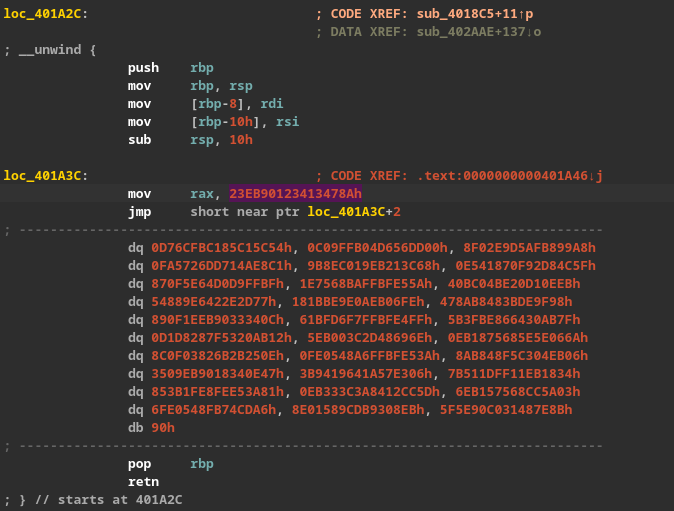 loc_401A2C: ; CODE XREF: sub_4018C5+11↑p
; DATA XREF: sub_402AAE+137↓o
; __unwind {
push rbp
mov rbp, rsp
mov [rbp-8], rdi
mov [rbp-10h], rsi
sub rsp, 10h
loc_401A3C: ; CODE XREF: .text:0000000000401A46↓j
mov rax, 23EB90123413478Ah
jmp short near ptr loc_401A3C+2
; ---------------------------------------------------------------------------
dq 0D76CFBC185C15C54h, 0C09FFB04D656DD00h, 8F02E9D5AFB899A8h
dq 0FA5726DD714AE8C1h, 9B8EC019EB213C68h, 0E541870F92D84C5Fh
dq 870F5E64D0D9FFBFh, 1E7568BAFFBFE55Ah, 40BC04BE20D10EEBh
dq 54889E6422E2D77h, 181BBE9E0AEB06FEh, 478AB8483BDE9F98h
dq 890F1EEB9033340Ch, 61BFD6F7FFBFE4FFh, 5B3FBE866430AB7Fh
dq 0D1D8287F5320AB12h, 5EB003C2D48696Eh, 0EB1875685E5E066Ah
dq 8C0F03826B2B250Eh, 0FE0548A6FFBFE53Ah, 8AB848F5C304EB06h
dq 3509EB9018340E47h, 3B9419641A57E306h, 7B511DFF11EB1834h
dq 853B1FE8FEE53A81h, 0EB333C3A8412CC5Dh, 6EB157568CC5A03h
dq 6FE0548FB74CDA6h, 8E01589CDB9308EBh, 5F5E90C031487E8Bh
db 90h
; ---------------------------------------------------------------------------
pop rbp
retn
; } // starts at 401A2C